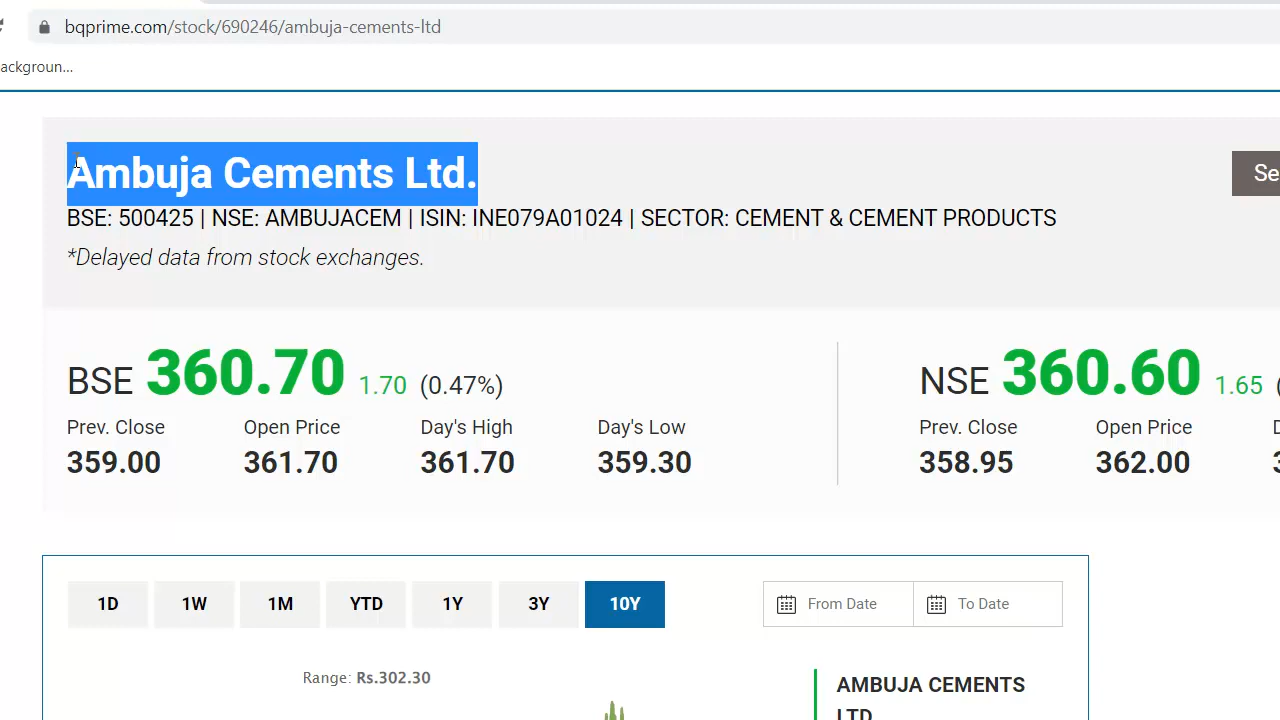 bqprime.com/stock/690246/ambuja-cements-ltd
ackgroun...
Ambuja Cements Ltd.
Se
BSE: 500425 | NSE: AMBUJACEM | ISIN: INE079A01024 | SECTOR: CEMENT & CEMENT PRODUCTS
*Delayed data from stock exchanges.
BSE 360.70 1.70 (0.47%)
Prev. Close Open Price Day's High Day's Low
359.00 361.70 361.70 359.30
NSE 360.60 1.65 (
Prev. Close Open Price D
358.95 362.00 3
1D 1W 1M YTD 1Y 3Y 10Y From Date To Date
Range: Rs.302.30
AMBUJA CEMENTS
LTD